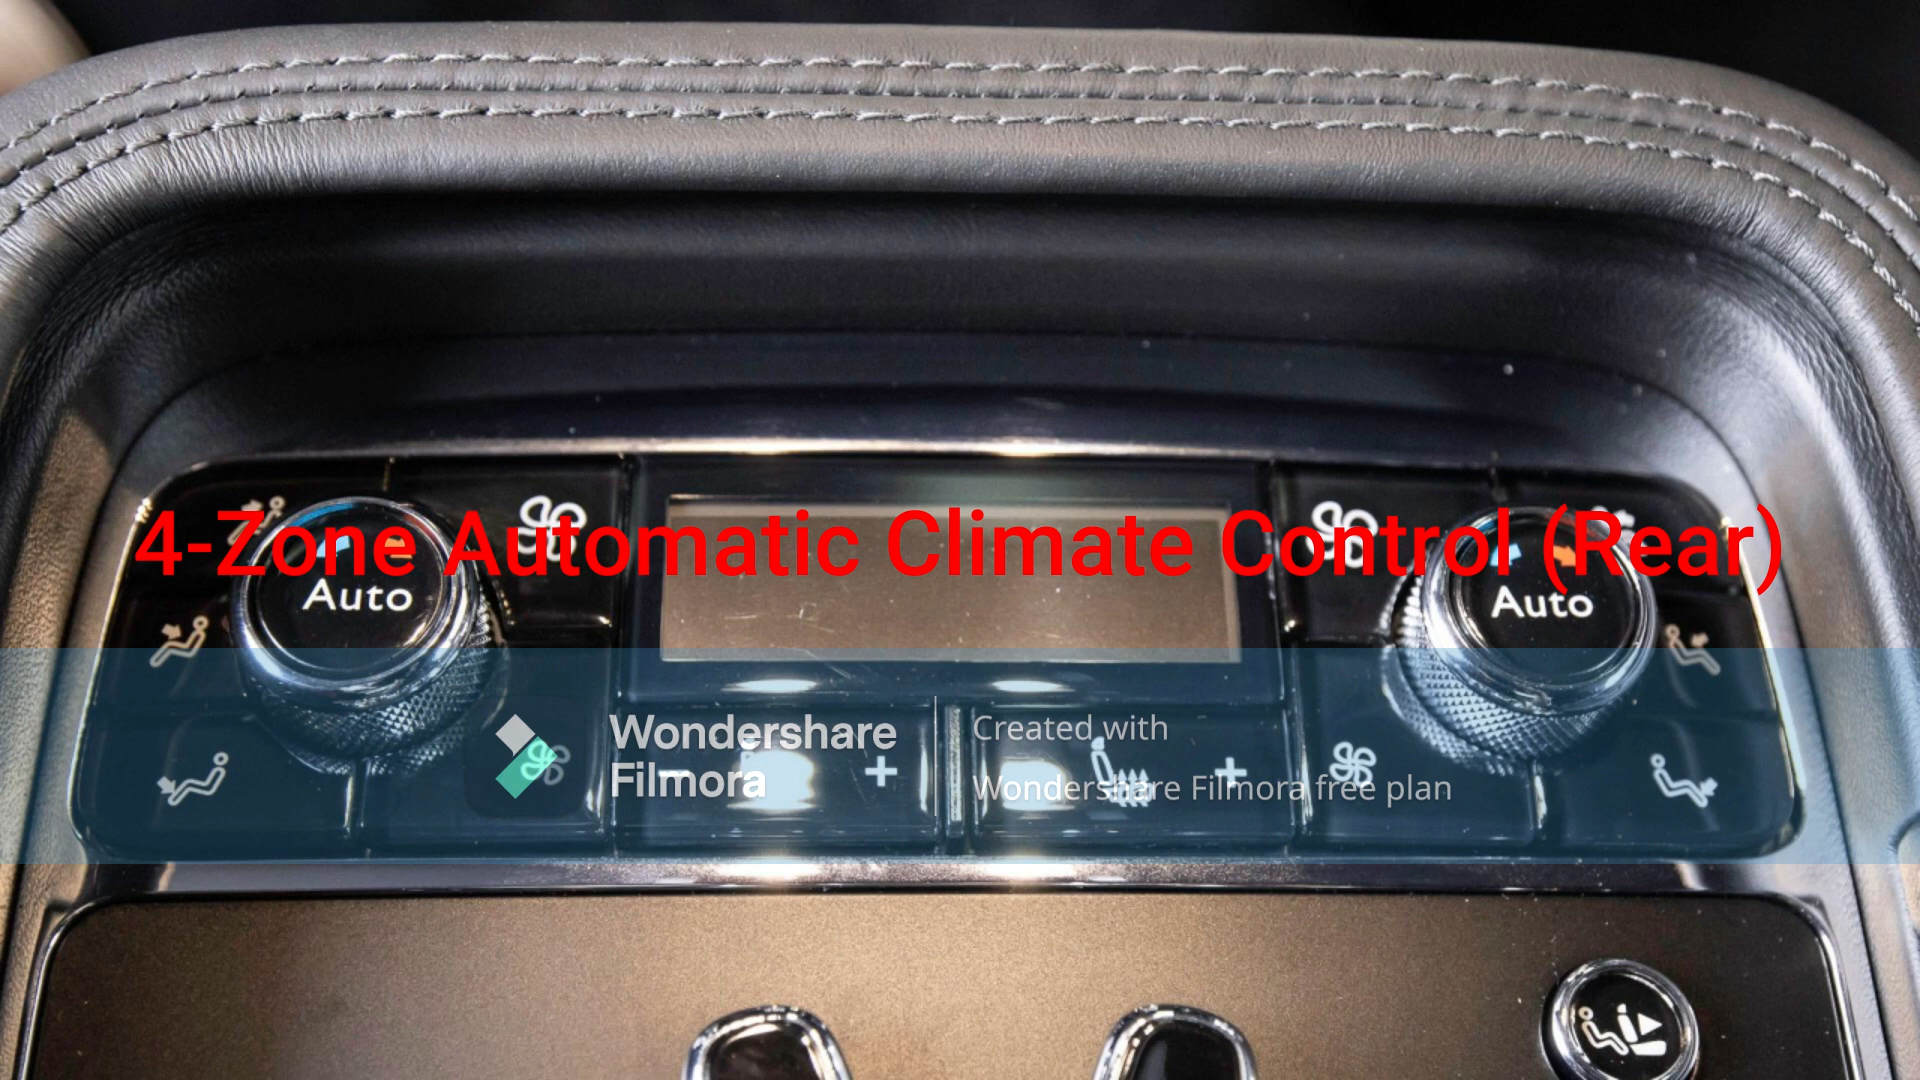 4-Zone Automatic Climate Control (Rear)
Auto
Auto
Wondershare
Filmora
Created with
Wondershare Filmora free plan